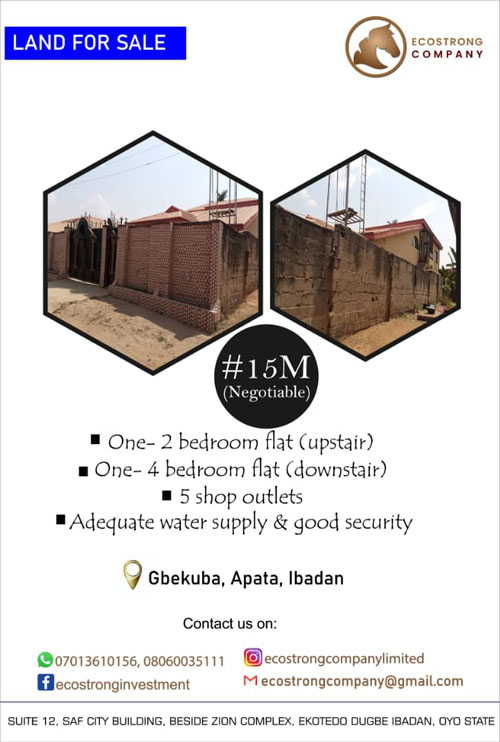 LAND FOR SALE
ECOSTRONG
COMPANY
#15M
(Negotiable)
One- 2 bedroom flat (upstair)
One- 4 bedroom flat (downstair)
5 shop outlets
Adequate water supply & good security
Gbekuba, Apata, Ibadan
Contact us on:
07013610156, 08060035111
ecostrongcompanylimited
ecostronginvestment
ecostrongcompany@gmail.com
SUITE 12, SAF CITY BUILDING, BESIDE ZION COMPLEX, EKOTEDO DUGBE IBADAN, OYO STATE